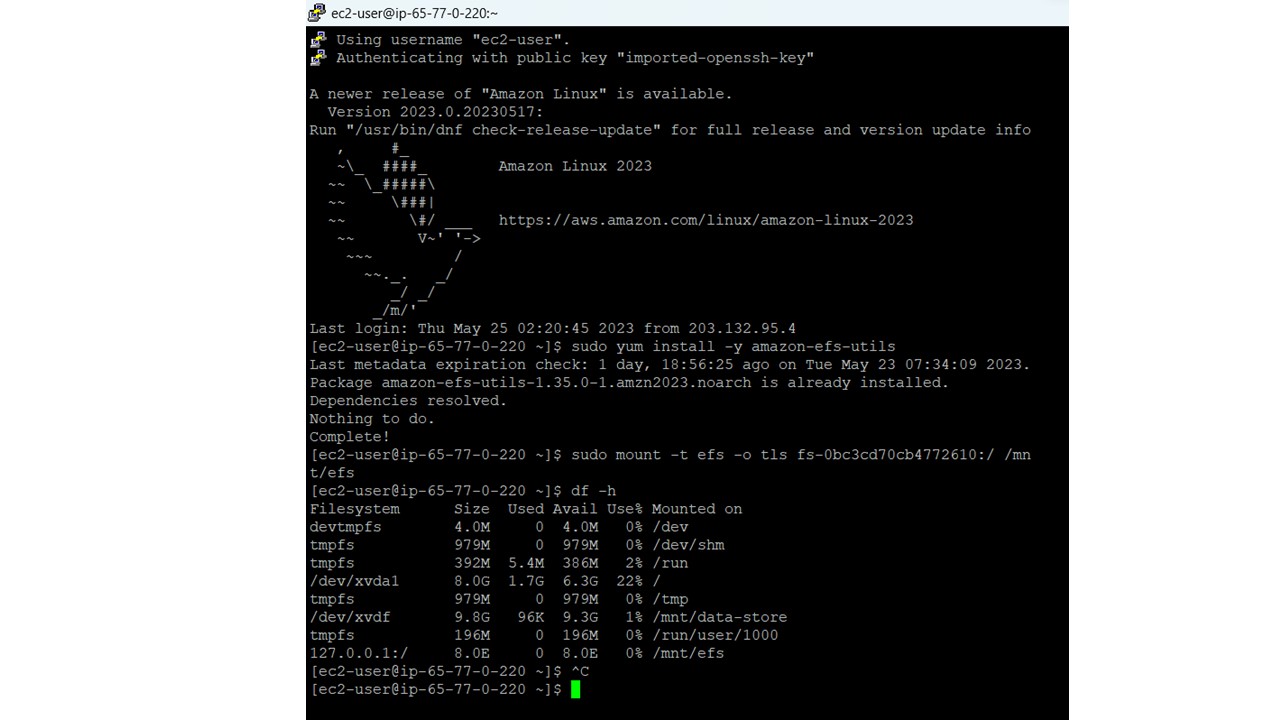 ec2-user@ip-65-77-0-220:~
Using username "ec2-user".
Authenticating with public key "imported-openssh-key"
A newer release of "Amazon Linux" is available.
  Version 2023.0.20230517:
Run "/usr/bin/dnf check-release-update" for full release and version update info
   ,     #_
   ~\_  ####_        Amazon Linux 2023
  ~~  \_#####\
  ~~     \###|
  ~~       \#/ ___   https://aws.amazon.com/linux/amazon-linux-2023
   ~~       V~' '->
    ~~~         /
      ~~._.   _/
         _/ _/
       _/m/'
Last login: Thu May 25 02:20:45 2023 from 203.132.95.4
[ec2-user@ip-65-77-0-220 ~]$ sudo yum install -y amazon-efs-utils
Last metadata expiration check: 1 day, 18:56:25 ago on Tue May 23 07:34:09 2023.
Package amazon-efs-utils-1.35.0-1.amzn2023.noarch is already installed.
Dependencies resolved.
Nothing to do.
Complete!
[ec2-user@ip-65-77-0-220 ~]$ sudo mount -t efs -o tls fs-0bc3cd70cb4772610:/ /mn
t/efs
[ec2-user@ip-65-77-0-220 ~]$ df -h
Filesystem      Size  Used Avail Use% Mounted on
devtmpfs        4.0M     0  4.0M   0% /dev
tmpfs           979M     0  979M   0% /dev/shm
tmpfs           392M  5.4M  386M   2% /run
/dev/xvda1      8.0G  1.7G  6.3G  22% /
tmpfs           979M     0  979M   0% /tmp
/dev/xvdf       9.8G   96K  9.3G   1% /mnt/data-store
tmpfs           196M     0  196M   0% /run/user/1000
127.0.0.1:/     8.0E     0  8.0E   0% /mnt/efs
[ec2-user@ip-65-77-0-220 ~]$ ^C
[ec2-user@ip-65-77-0-220 ~]$